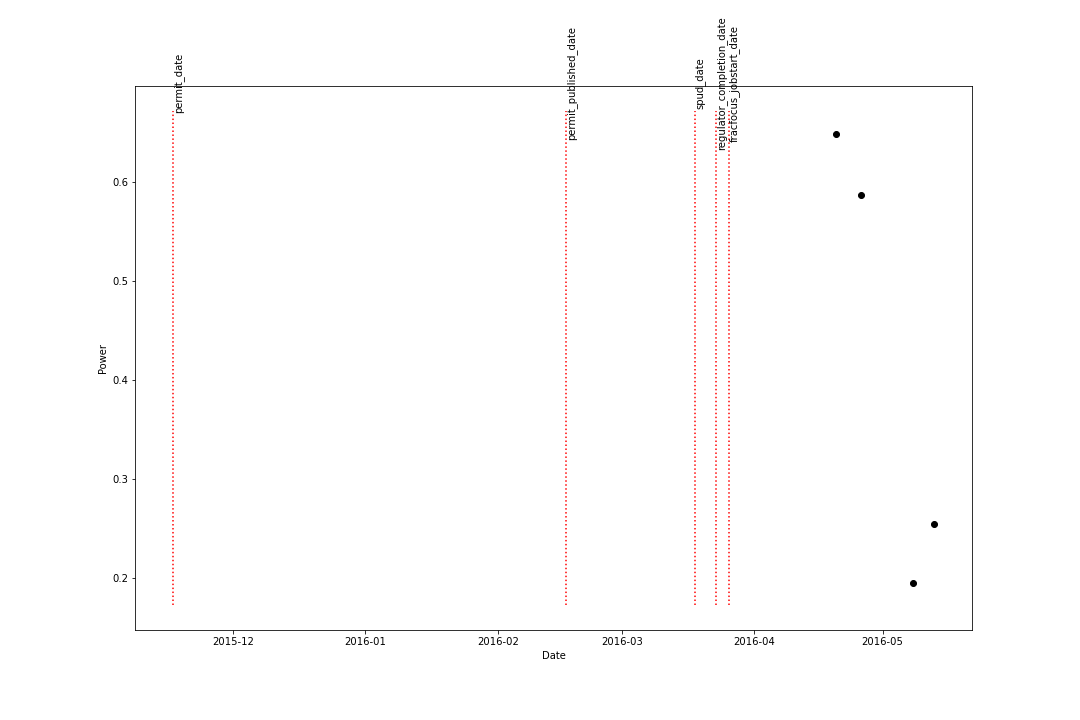 permit_date
permit_published_date
spud_date
regulator_completion_date
fracfocus_jobstart_date
0.6
0.5
0.4
0.3
0.2
Power
2015-12
2016-01
2016-02
2016-03
2016-04
2016-05
Date